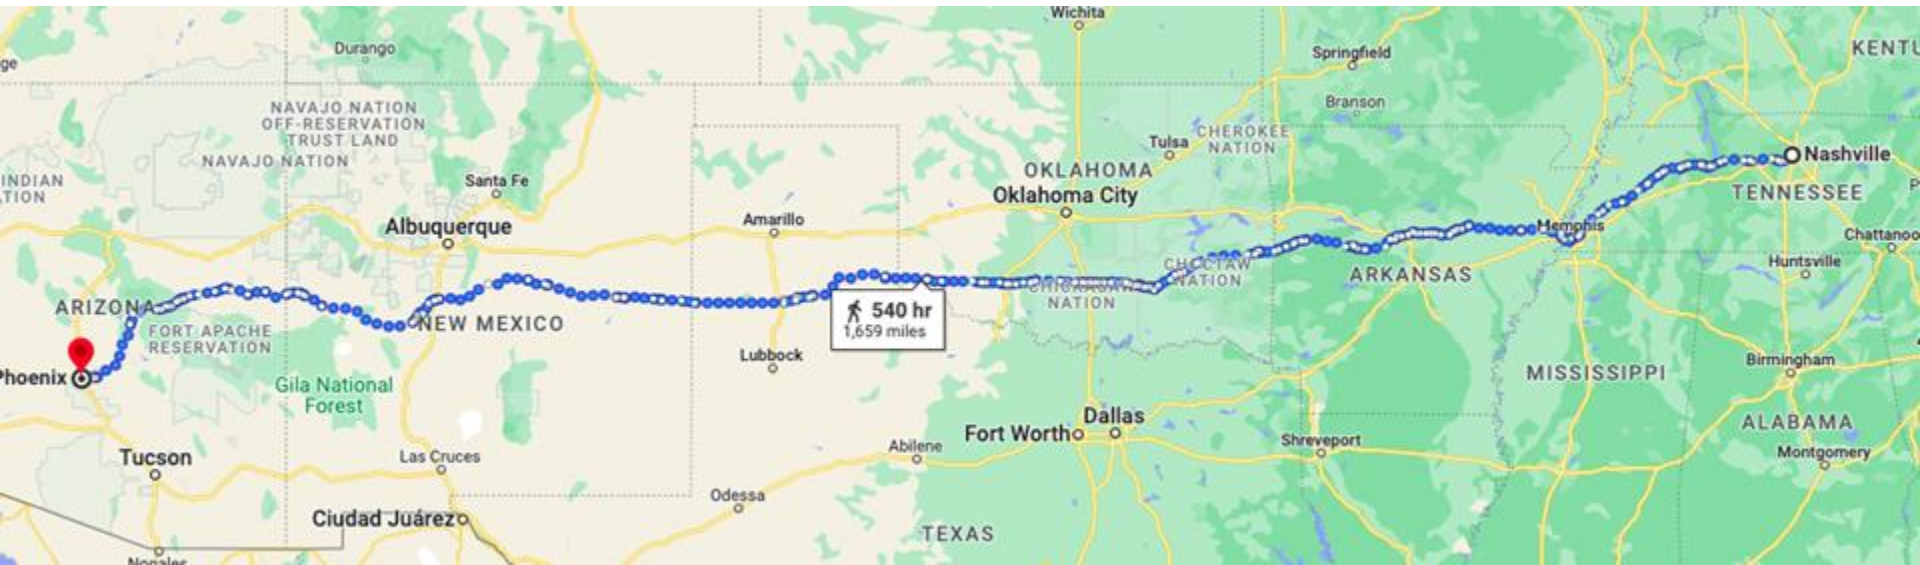 Wichita
KENTU
Durango
Springfield
ge
Branson
NAVAJO NATION
OFF-RESERVATION
TRUST LAND
Tulsa
CHEROKEE
NATION
NAVAJO NATION
Nashville
INDIAN
TION
Santa Fe
OKLAHOMA
Oklahoma City
TENNESSEE
Albuquerque
Amarillo
Memphis
Chattanoo
Huntsville
CHOCTAW
NATION
ARKANSAS
CHICKASAW
NATION
ARIZONA
FORT APACHE
RESERVATION
NEW MEXICO
540 hr
1,659 miles
Lubbock
Birmingham
Phoenix
MISSISSIPPI
Gila National
Forest
Dallas
Fort Worth
ALABAMA
Shreveport
Abilene
Montgomery
Tucson
Las Cruces
Odessa
Ciudad Juárez
TEXAS
Nogales